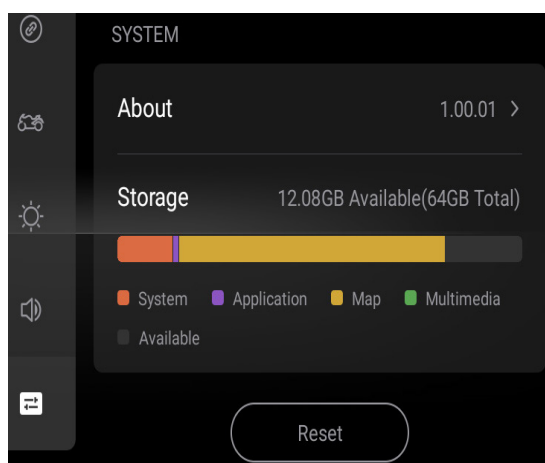 SYSTEM
About 1.00.01 >
Storage 12.08GB Available(64GB Total)
System Application Map Multimedia
Available
Reset